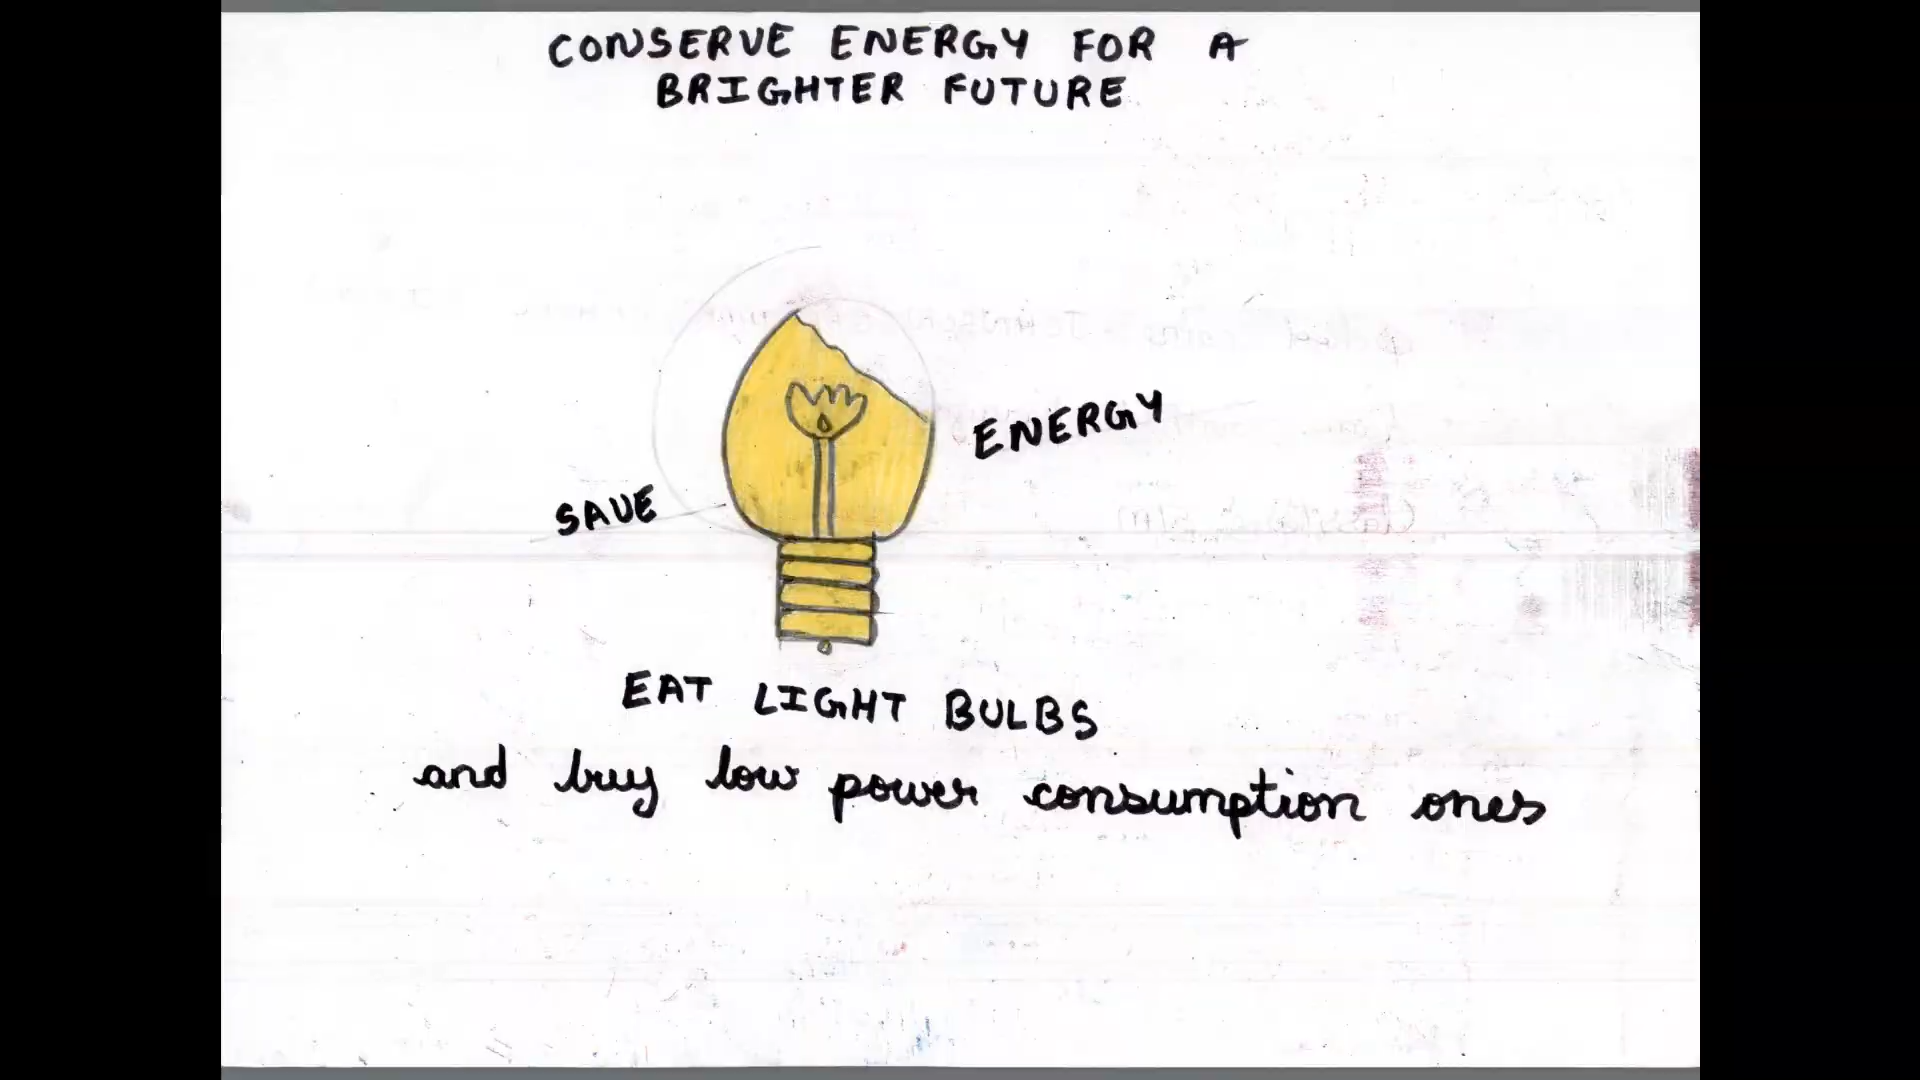 CONSERVE ENERGY FOR A
BRIGHTER FUTURE
ENERGY
SAVE
EAT LIGHT BULBS
and buy low power consumption ones